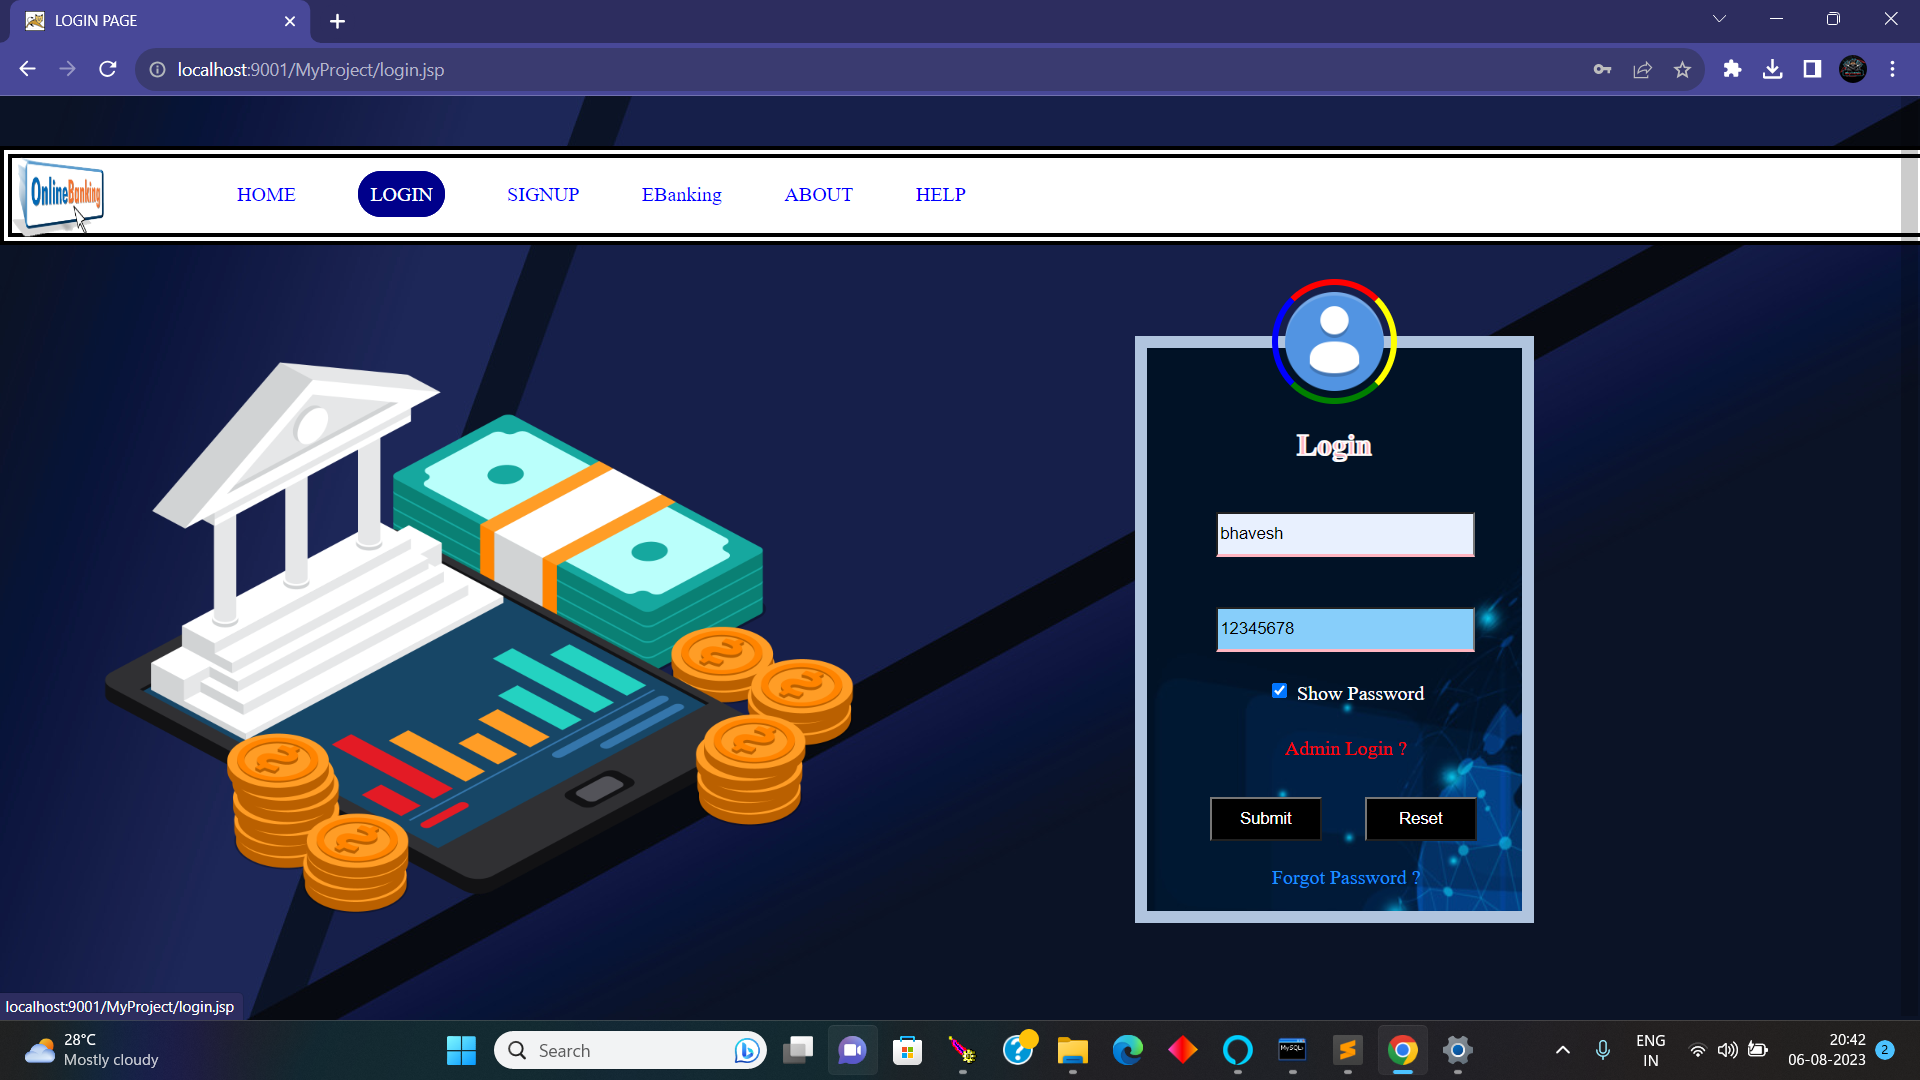 LOGIN PAGE
localhost:9001/MyProject/login.jsp
OnlineBanking
HOME LOGIN SIGNUP EBanking ABOUT HELP
Login
bhavesh
12345678
Show Password
Admin Login ?
Submit Reset
Forgot Password ?
localhost:9001/MyProject/login.jsp
28°C
Mostly cloudy
Search
MySQL
ENG
IN
20:42
06-08-2023
2